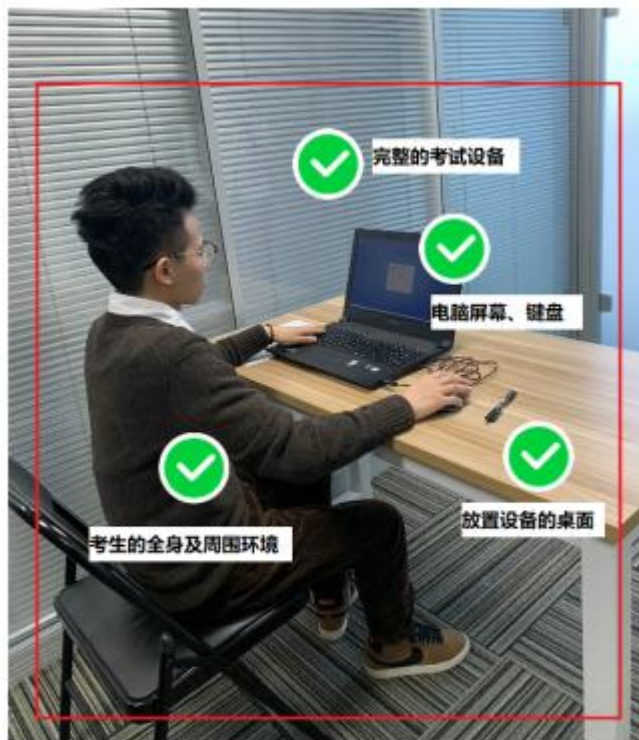 完整的考试设备
电脑屏幕、键盘
放置设备的桌面
考生的全身及周围环境